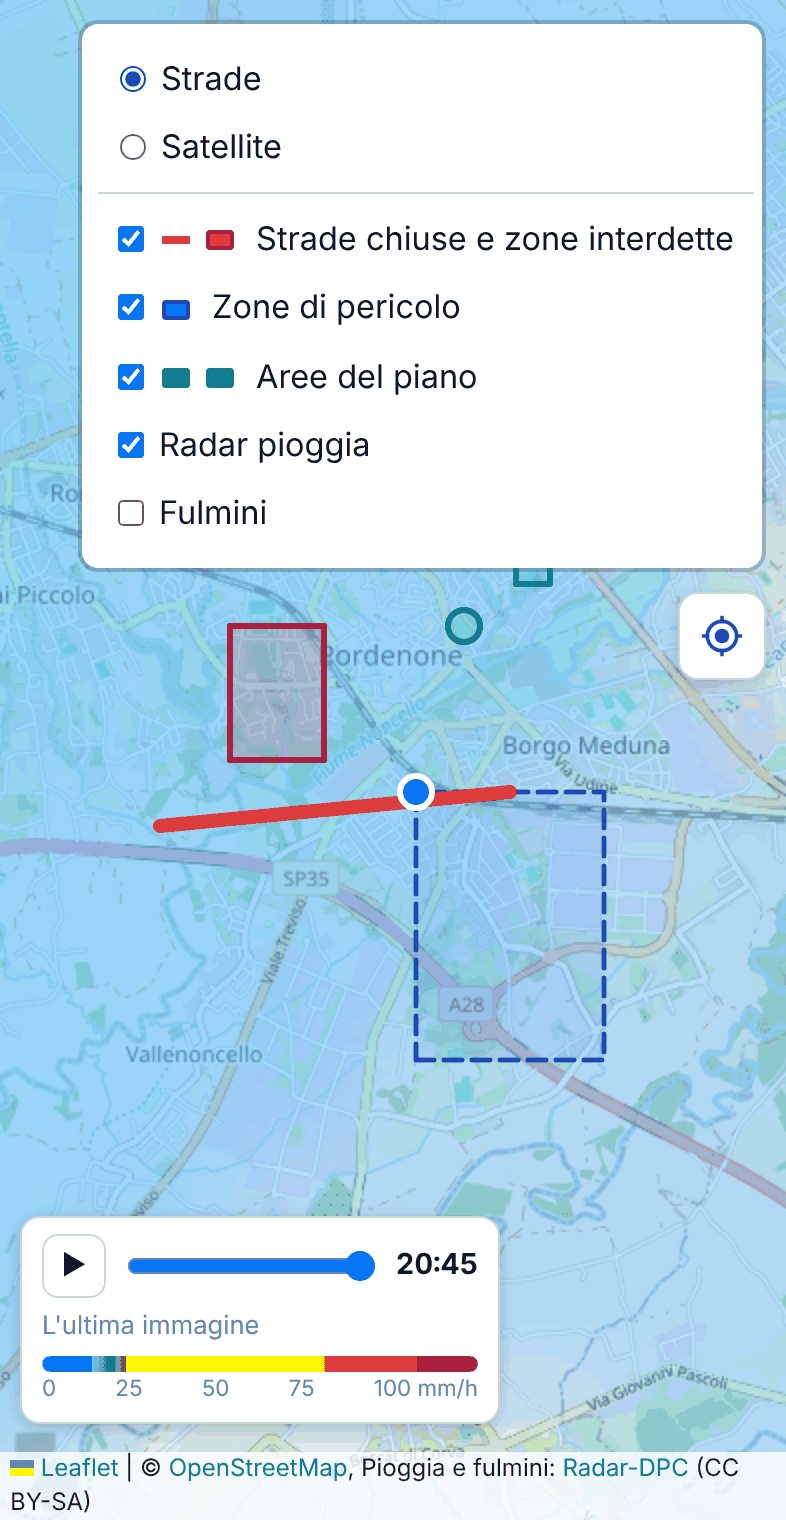 Strade
Satellite
Strade chiuse e zone interdette
Zone di pericolo
Aree del piano
Radar pioggia
Fulmini
Pordenone
Borgo Meduna
Via Udine
SP35
Viale Treviso
A28
Vallenoncello
20:45
L'ultima immagine
0 25 50 75 100 mm/h
Via Giovanni Pascoli
Leaflet | © OpenStreetMap, Pioggia e fulmini: Radar-DPC (CC
BY-SA)